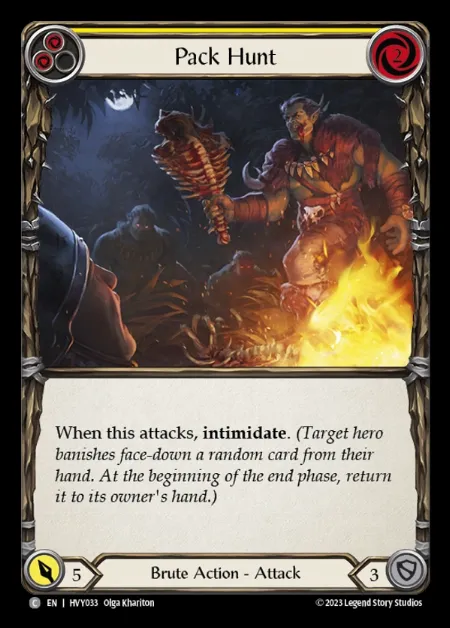 Pack Hunt
2
When this attacks, intimidate. (Target hero
banishes face-down a random card from their
hand. At the beginning of the end phase, return
it to its owner's hand.)
5
Brute Action - Attack
3
C EN | HVY033 Olga Khariton
© 2023 Legend Story Studios